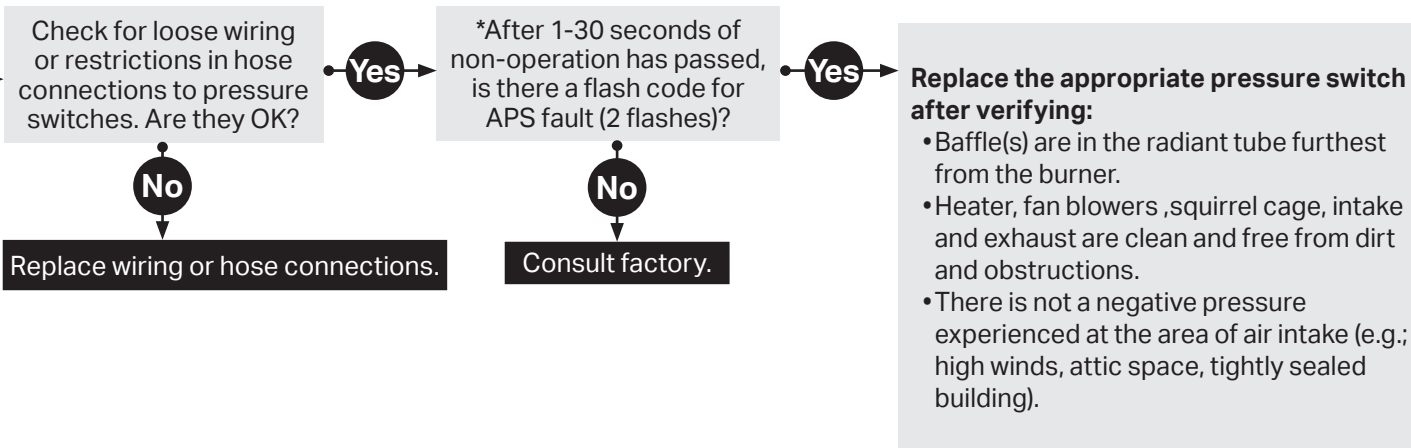 Check for loose wiring
or restrictions in hose
connections to pressure
switches. Are they OK?
Yes
No
Replace wiring or hose connections.
*After 1-30 seconds of
non-operation has passed,
is there a flash code for
APS fault (2 flashes)?
Yes
No
Consult factory.
Replace the appropriate pressure switch
after verifying:
•Baffle(s) are in the radiant tube furthest
from the burner.
•Heater, fan blowers ,squirrel cage, intake
and exhaust are clean and free from dirt
and obstructions.
•There is not a negative pressure
experienced at the area of air intake (e.g.;
high winds, attic space, tightly sealed
building).